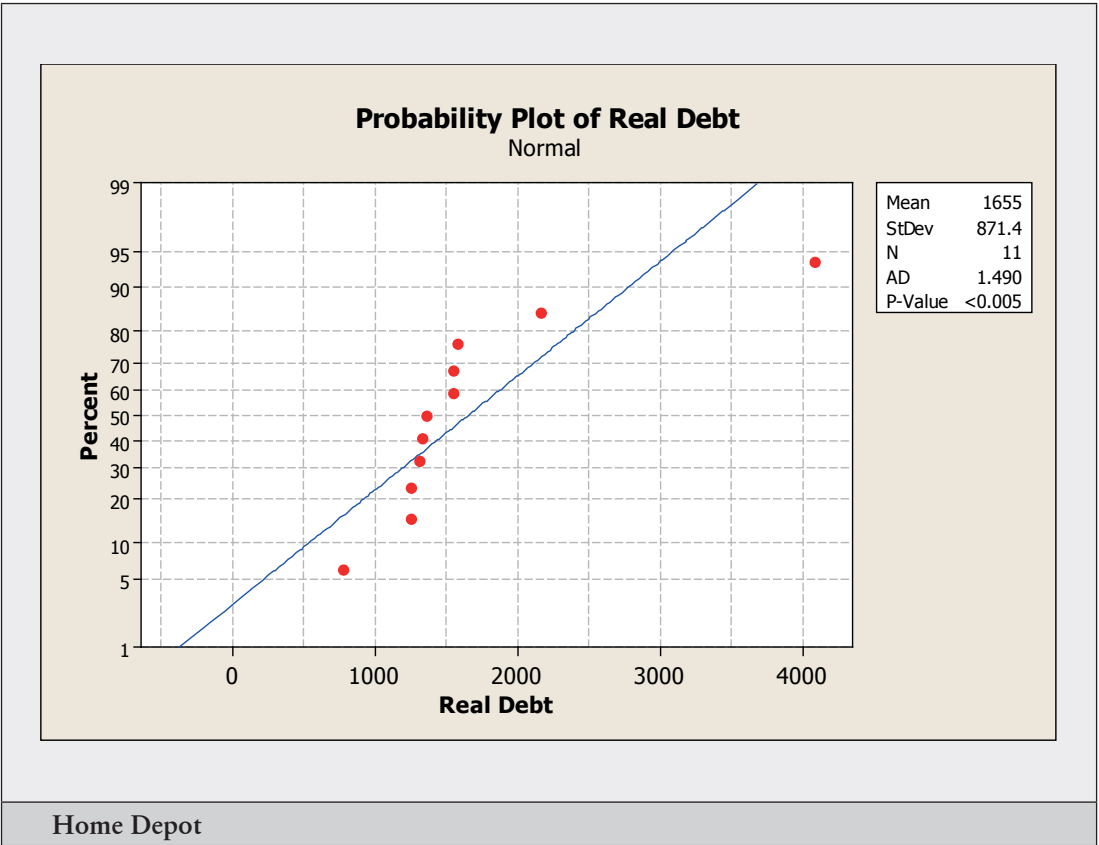 Probability Plot of Real Debt
Normal
Mean 1655
StDev 871.4
N 11
AD 1.490
P-Value <0.005
99
95
90
80
70
60
50
40
30
20
10
5
1
Percent
0 1000 2000 3000 4000
Real Debt
Home Depot